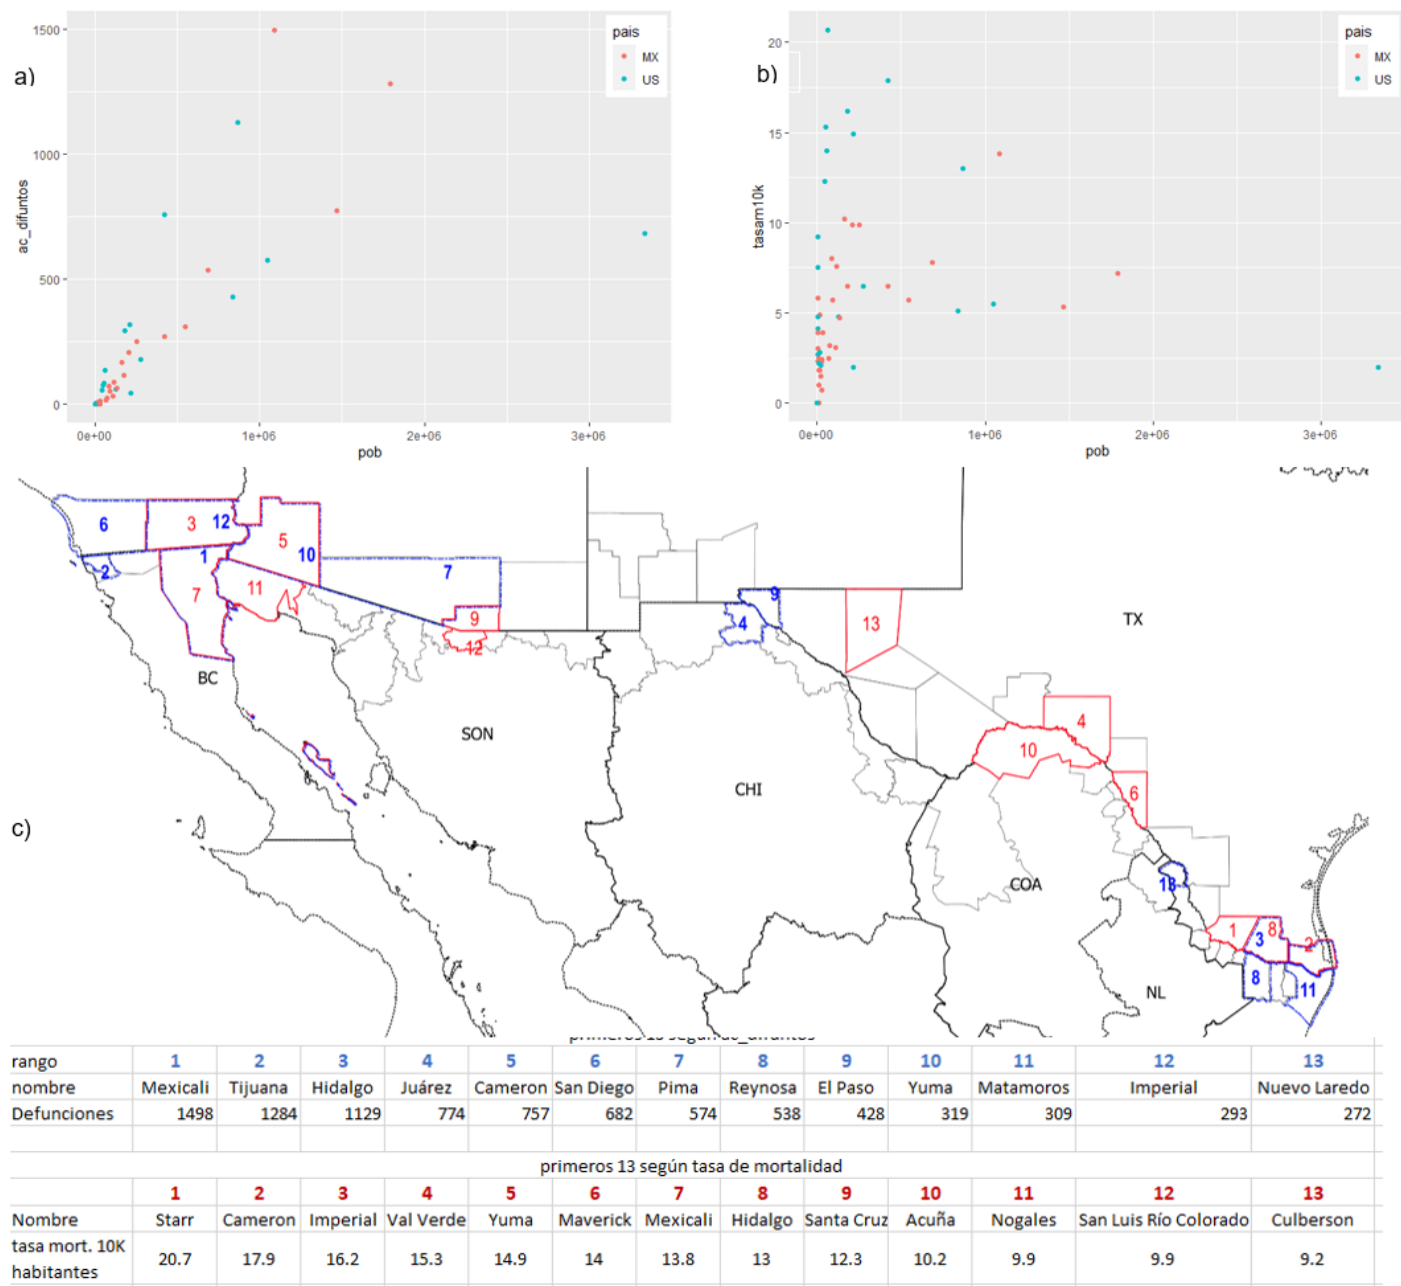 a)
1500
1000
500
0
ac_difuntos
0e+00 1e+06 2e+06 3e+06
pob
pais
MX
US
b)
20
15
10
5
0
tasam10k
0e+00 1e+06 2e+06 3e+06
pob
pais
MX
US
c)
6 3 12 5
2 1 10 7
7 11 9 12
4 9 13
TX
BC
SON
CHI
4
10
6
COA
13
1 3 8 2
8 11
NL
primeros 13 según ac_difuntos
rango 1 2 3 4 5 6 7 8 9 10 11 12 13
nombre Mexicali Tijuana Hidalgo Juárez Cameron San Diego Pima Reynosa El Paso Yuma Matamoros Imperial Nuevo Laredo
Defunciones 1498 1284 1129 774 757 682 574 538 428 319 309 293 272
primeros 13 según tasa de mortalidad
1 2 3 4 5 6 7 8 9 10 11 12 13
Nombre Starr Cameron Imperial Val Verde Yuma Maverick Mexicali Hidalgo Santa Cruz Acuña Nogales San Luis Río Colorado Culberson
tasa mort. 10K
habitantes 20.7 17.9 16.2 15.3 14.9 14 13.8 13 12.3 10.2 9.9 9.9 9.2